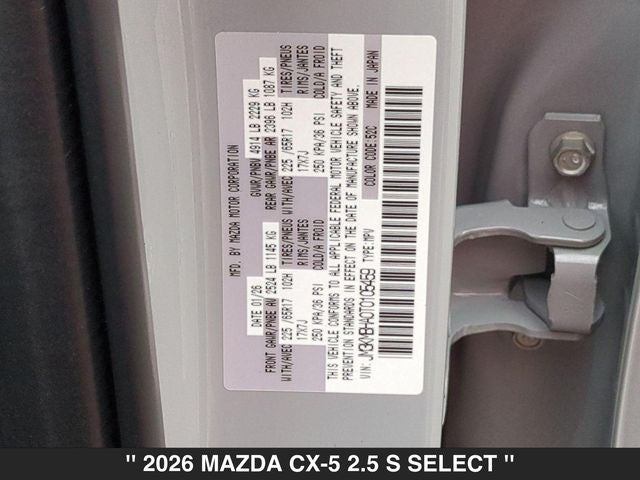 MFD. BY MAZDA MOTOR CORPORATION
DATE 01/26 GVWR/PNBV 4914 LB 2229 KG
FRONT GAWR/PNBE AV 2524 LB 1145 KG REAR GAWR/PNBE AR 2396 LB 1087 KG
WITH/AVEC 225 /65R17 102H TIRES/PNEUS WITH/AVEC 225 /65R17 102H TIRES/PNEUS
17X7J RIMS/JANTES 17X7J RIMS/JANTES
250 KPA/36 PSI COLD/A FROID 250 KPA/36 PSI COLD/A FROID
THIS VEHICLE CONFORMS TO ALL APPLICABLE FEDERAL MOTOR VEHICLE SAFETY AND THEFT
PREVENTION STANDARDS IN EFFECT ON THE DATE OF MANUFACTURE SHOWN ABOVE.
VIN: TYPE:MPV COLOR CODE:52C MADE IN JAPAN
" 2026 MAZDA CX-5 2.5 S SELECT "